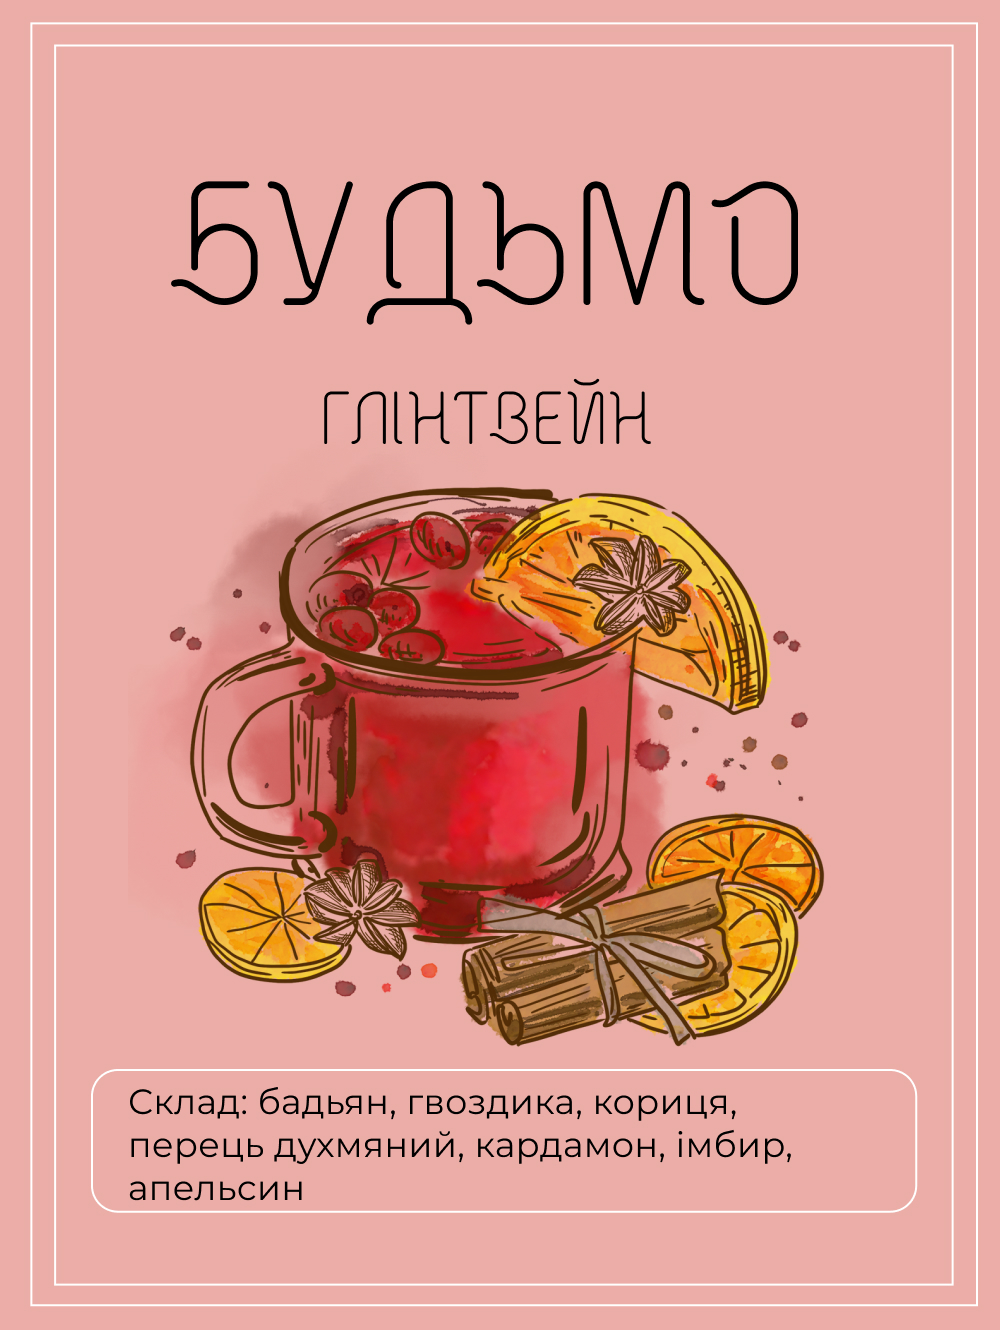 БУДЬМО
ГЛІНТВЕЙН
Склад: бадьян, гвоздика, кориця,
перець духмяний, кардамон, імбир,
апельсин